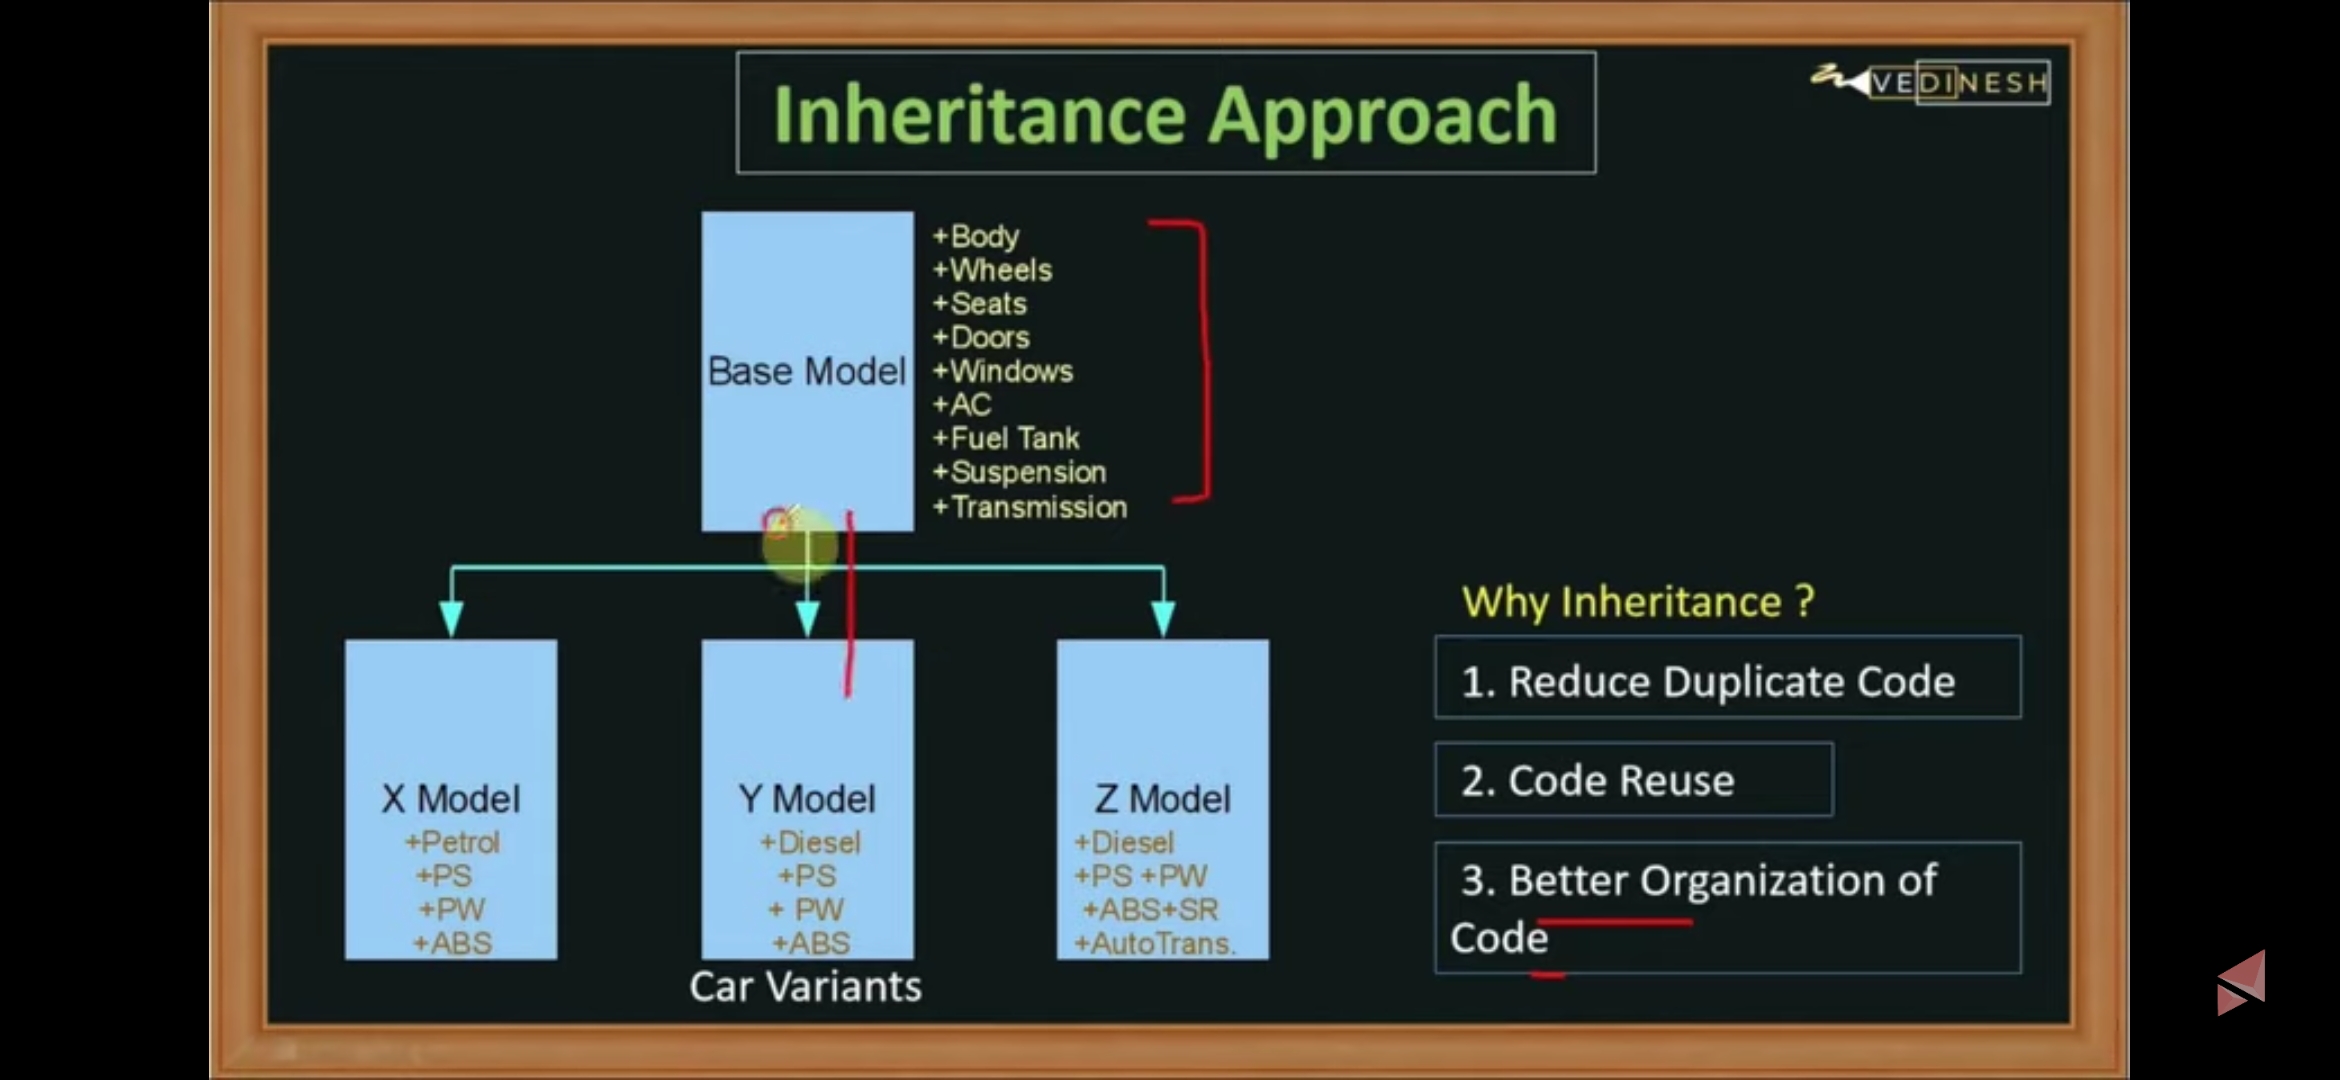 Inheritance Approach
VEDINESH
Base Model
+Body
+Wheels
+Seats
+Doors
+Windows
+AC
+Fuel Tank
+Suspension
+Transmission
X Model
+Petrol
+PS
+PW
+ABS
Y Model
+Diesel
+PS
+ PW
+ABS
Z Model
+Diesel
+PS +PW
+ABS+SR
+AutoTrans.
Car Variants
Why Inheritance ?
1. Reduce Duplicate Code
2. Code Reuse
3. Better Organization of
Code